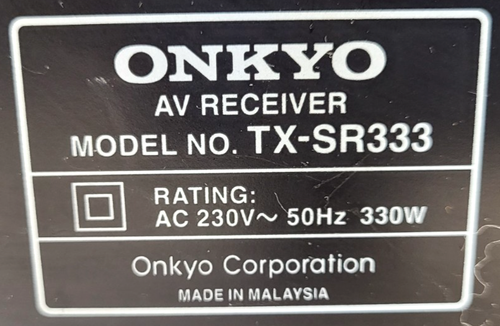 ONKYO
AV RECEIVER
MODEL NO. TX-SR333
RATING:
AC 230V~ 50Hz 330W
Onkyo Corporation
MADE IN MALAYSIA